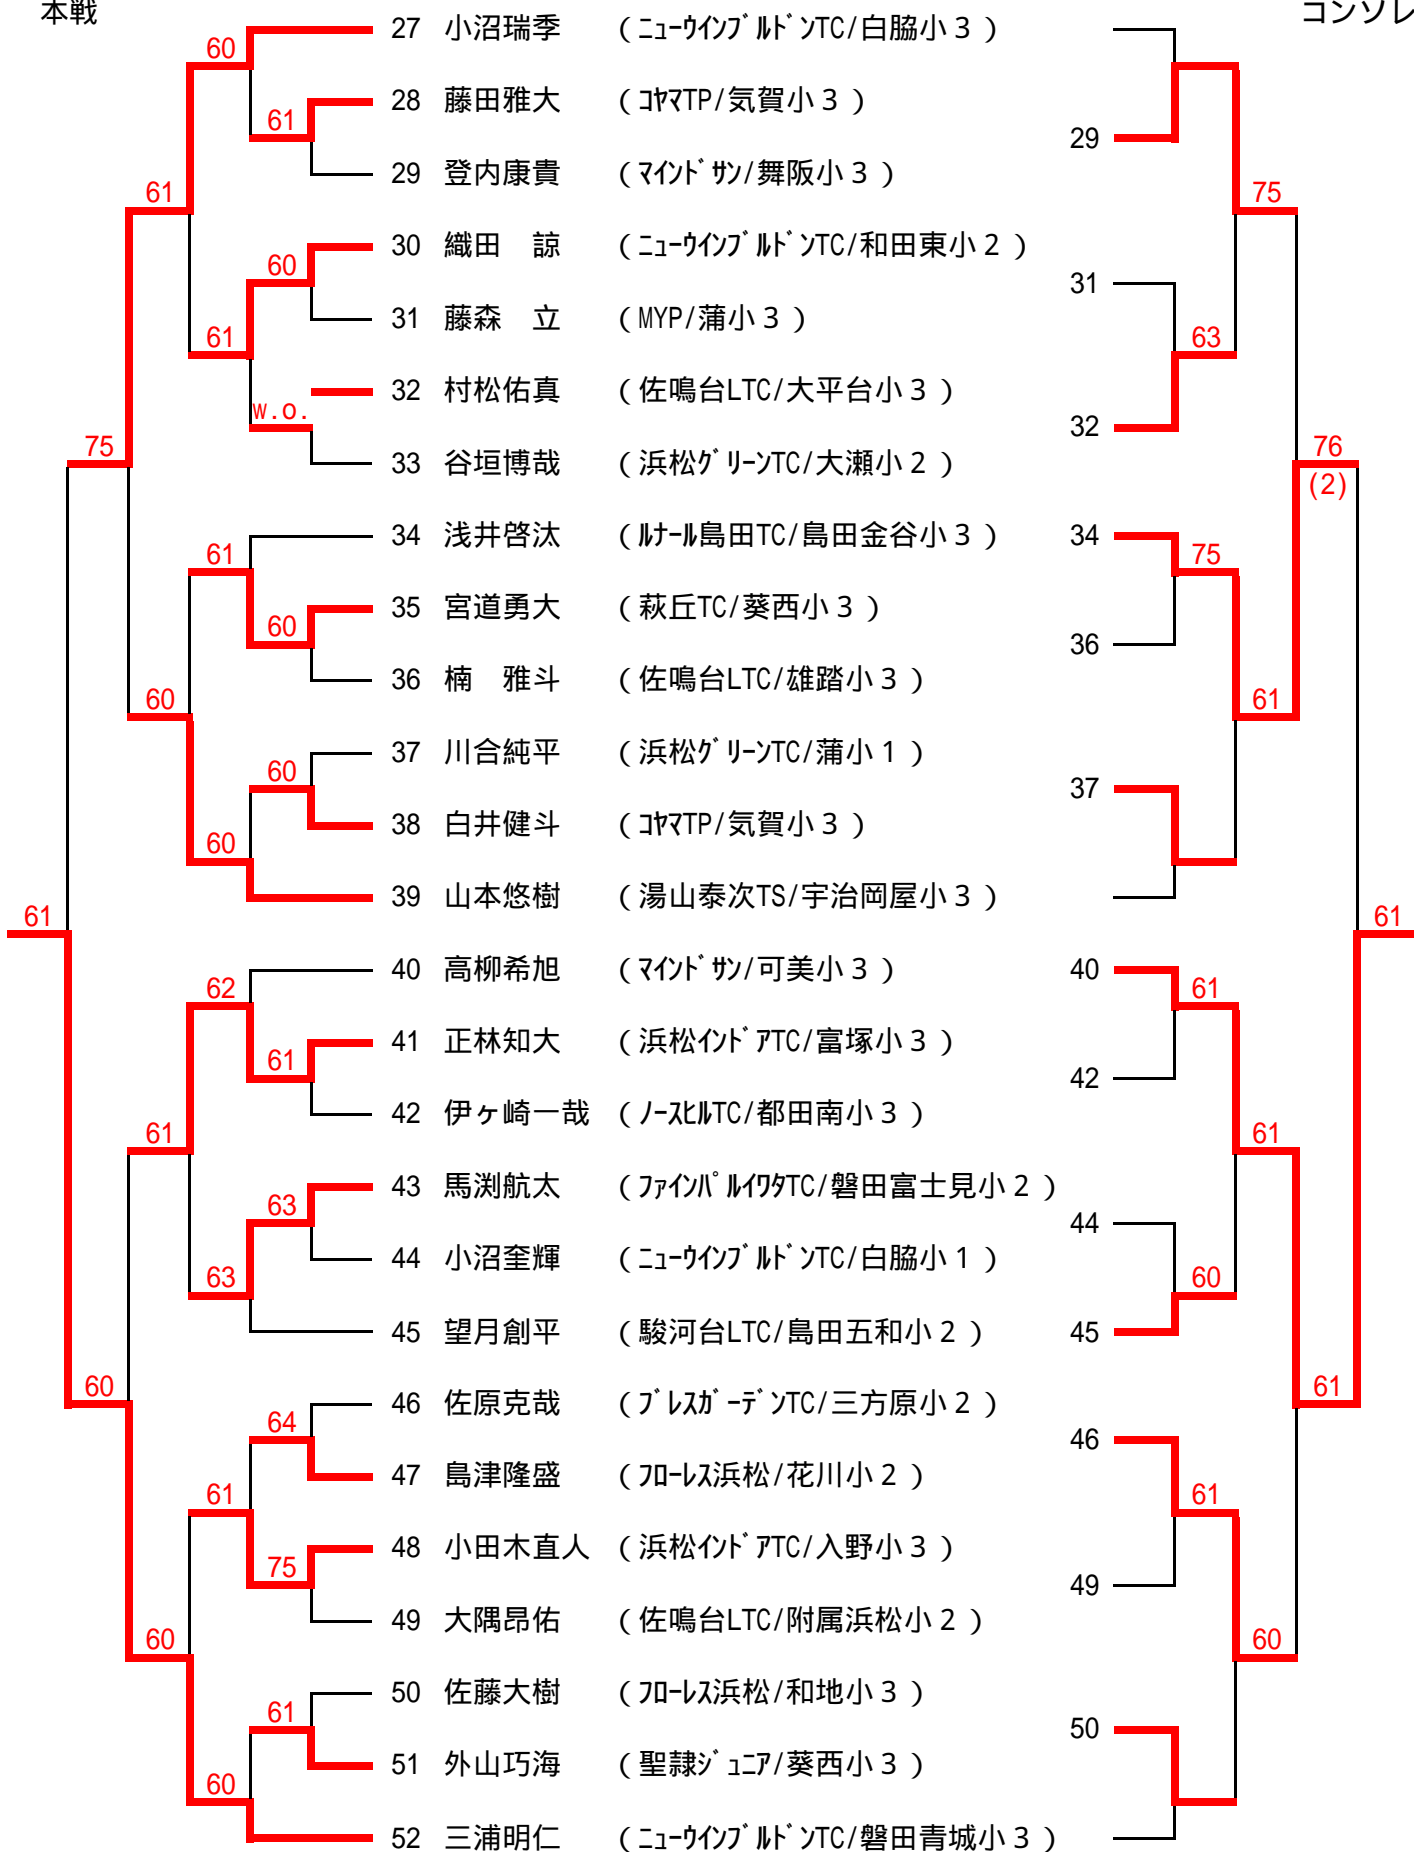 本戦 コンソレ
27 小沼瑞季 （ﾆｭｰｳｲﾝﾌﾞﾙﾄﾞﾝTC/白脇小３）
60
28 藤田雅大 （ｺﾔﾏTP/気賀小３）
61 29
29 登内康貴 （ﾏｲﾝﾄﾞｻﾝ/舞阪小３）
61 75
30 織田　諒 （ﾆｭｰｳｲﾝﾌﾞﾙﾄﾞﾝTC/和田東小２）
60 31
31 藤森　立 （MYP/蒲小３）
61 63
32 村松佑真 （佐鳴台LTC/大平台小３）
w.o. 32
75 76
33 谷垣博哉 （浜松ｸﾞﾘｰﾝTC/大瀬小２）
(2)
34 浅井啓汰 （ﾙﾅｰﾙ島田TC/島田金谷小３） 34
61 75
35 宮道勇大 （萩丘TC/葵西小３）
60 36
36 楠　雅斗 （佐鳴台LTC/雄踏小３）
60 61
37 川合純平 （浜松ｸﾞﾘｰﾝTC/蒲小１）
60 37
38 白井健斗 （ｺﾔﾏTP/気賀小３）
60
39 山本悠樹 （湯山泰次TS/宇治岡屋小３）
61 61
40 高柳希旭 （ﾏｲﾝﾄﾞｻﾝ/可美小３） 40
62 61
41 正林知大 （浜松ｲﾝﾄﾞｱTC/富塚小３）
61 42
42 伊ヶ崎一哉 （ﾉｰｽﾋﾙTC/都田南小３）
61 61
43 馬渕航太 （ﾌｧｲﾝﾊﾟﾙｲﾜﾀTC/磐田富士見小２）
63 44
44 小沼奎輝 （ﾆｭｰｳｲﾝﾌﾞﾙﾄﾞﾝTC/白脇小１）
63 60
45 望月創平 （駿河台LTC/島田五和小２） 45
60 61
46 佐原克哉 （ﾌﾞﾚｽｶﾞｰﾃﾞﾝTC/三方原小２）
64 46
47 島津隆盛 （ﾌﾛｰﾚｽ浜松/花川小２）
61 61
48 小田木直人 （浜松ｲﾝﾄﾞｱTC/入野小３）
75 49
49 大隅昂佑 （佐鳴台LTC/附属浜松小２）
60 60
50 佐藤大樹 （ﾌﾛｰﾚｽ浜松/和地小３）
61 50
51 外山巧海 （聖隷ｼﾞｭﾆｱ/葵西小３）
60
52 三浦明仁 （ﾆｭｰｳｲﾝﾌﾞﾙﾄﾞﾝTC/磐田青城小３）